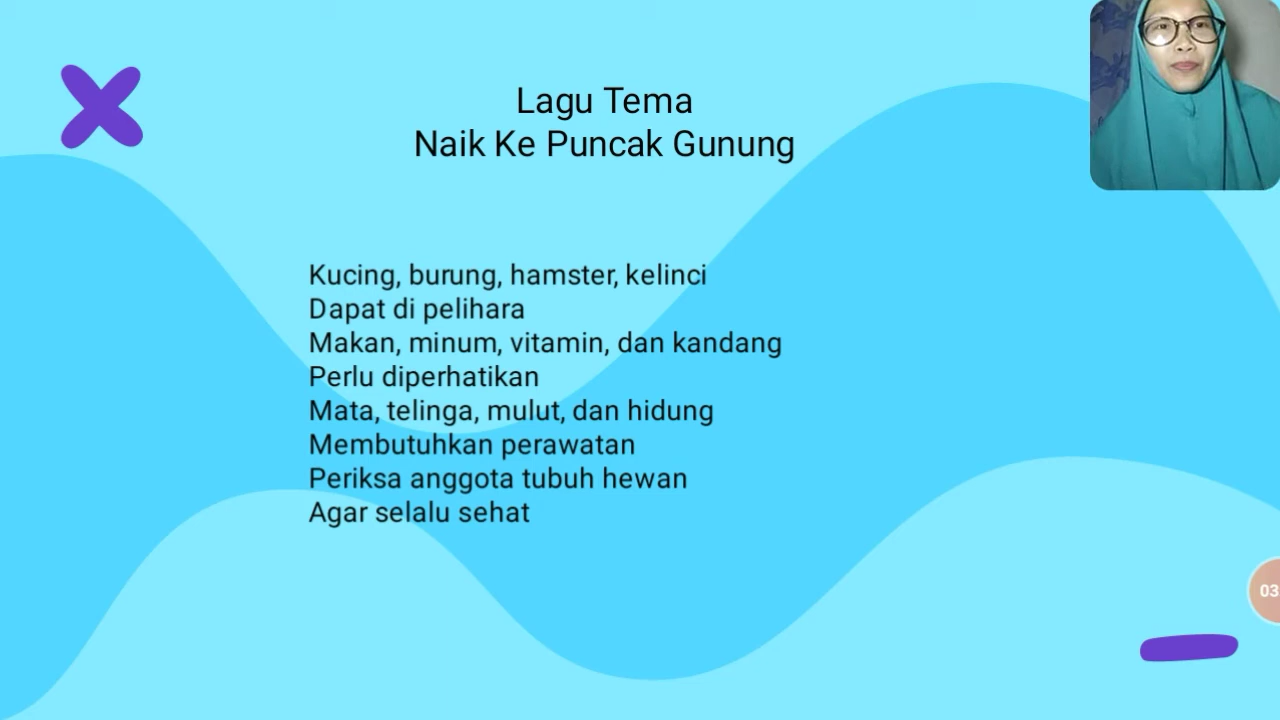 Lagu Tema
Naik Ke Puncak Gunung
Kucing, burung, hamster, kelinci
Dapat di pelihara
Makan, minum, vitamin, dan kandang
Perlu diperhatikan
Mata, telinga, mulut, dan hidung
Membutuhkan perawatan
Periksa anggota tubuh hewan
Agar selalu sehat
03